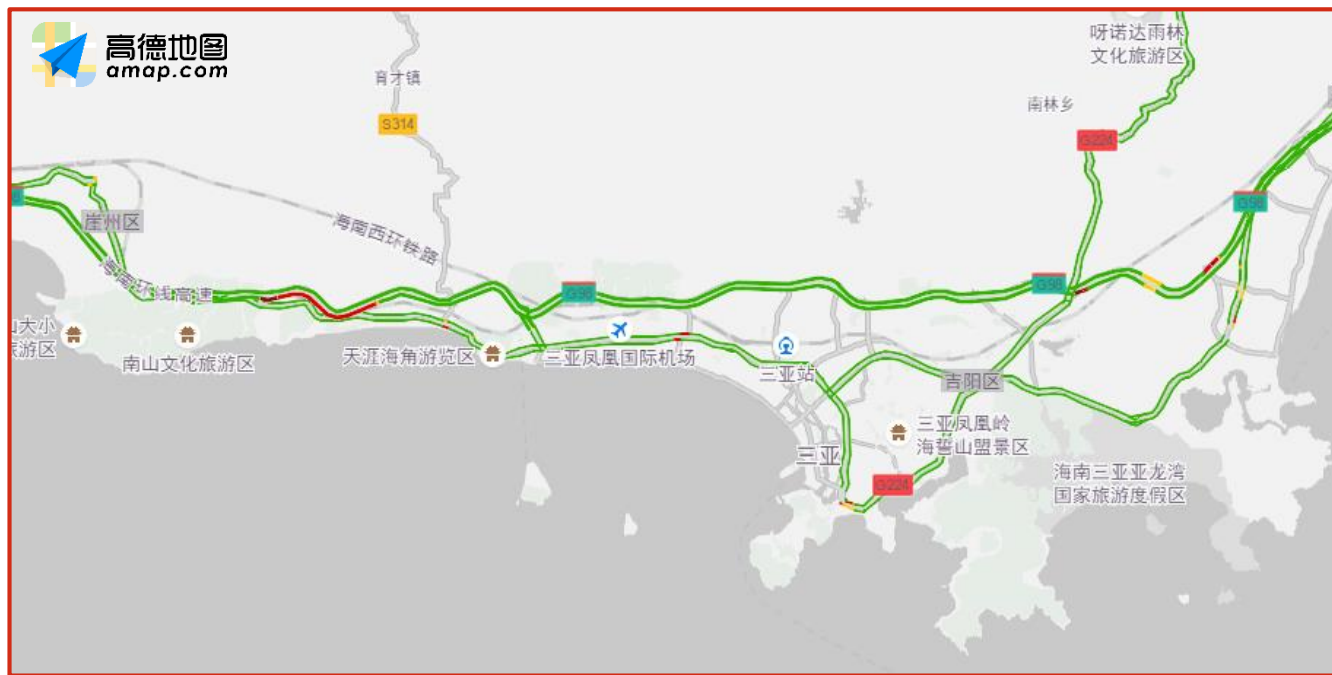 高德地图
amap.com
呀诺达雨林
文化旅游区
育才镇
南林乡
S314
G224
G98
崖州区
海南西环铁路
海南环线高速
G98
G98
山大小
旅游区
南山文化旅游区
天涯海角游览区
三亚凤凰国际机场
三亚站
吉阳区
三亚凤凰岭
海誓山盟景区
三亚
海南三亚亚龙湾
国家旅游度假区
G224